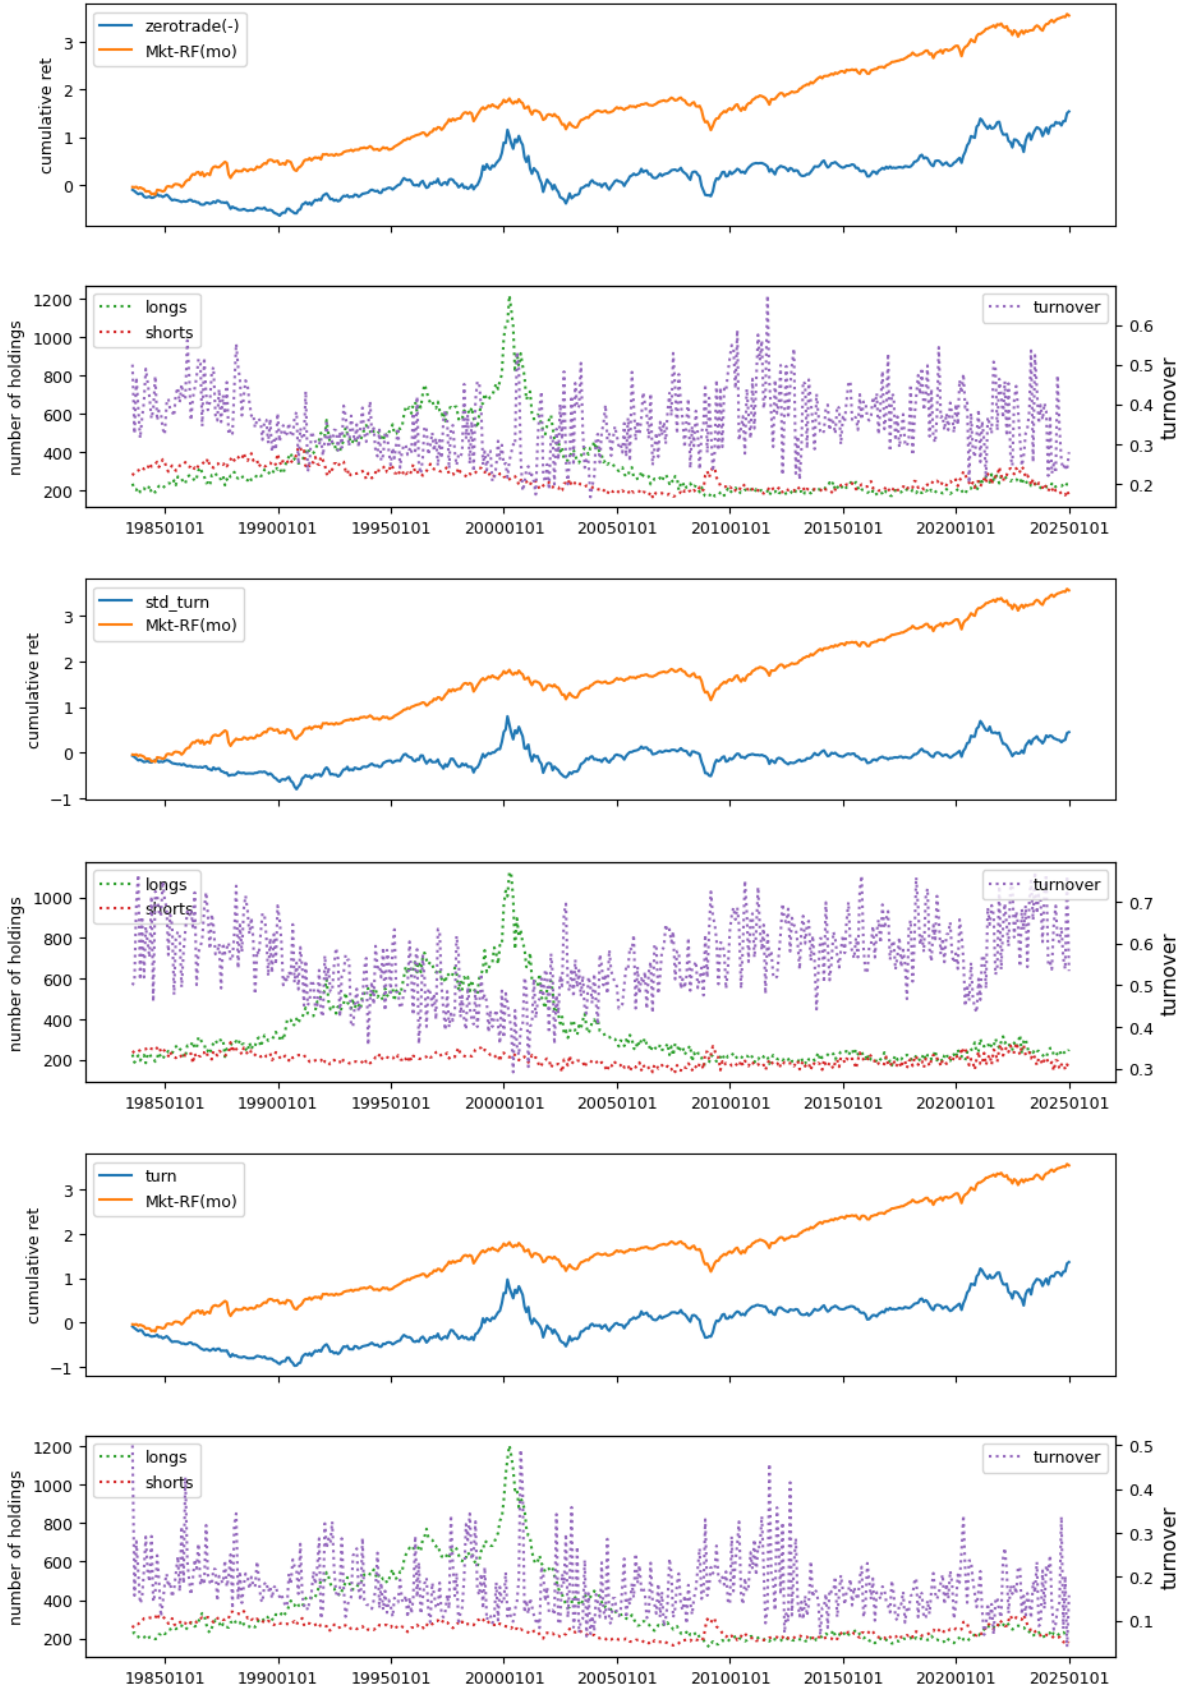 zerotrade(-)
Mkt-RF(mo)
cumulative ret
3
2
1
0
longs
shorts
turnover
number of holdings
1200
1000
800
600
400
200
turnover
0.6
0.5
0.4
0.3
0.2
19850101 19900101 19950101 20000101 20050101 20100101 20150101 20200101 20250101
std_turn
Mkt-RF(mo)
cumulative ret
3
2
1
0
−1
longs
shorts
turnover
number of holdings
1000
800
600
400
200
turnover
0.7
0.6
0.5
0.4
0.3
19850101 19900101 19950101 20000101 20050101 20100101 20150101 20200101 20250101
turn
Mkt-RF(mo)
cumulative ret
3
2
1
0
−1
longs
shorts
turnover
number of holdings
1200
1000
800
600
400
200
turnover
0.5
0.4
0.3
0.2
0.1
19850101 19900101 19950101 20000101 20050101 20100101 20150101 20200101 20250101